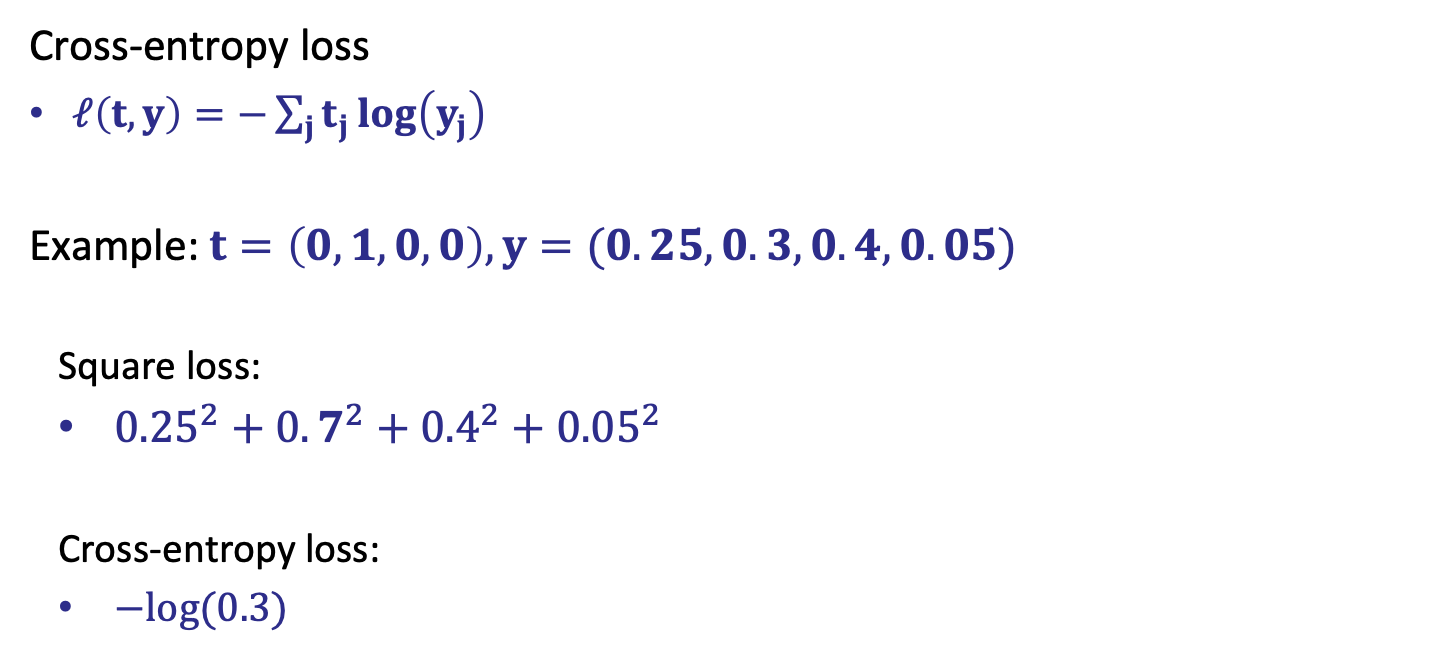 Cross-entropy loss
• ℓ(t, y) = − ∑ⱼ tⱼ log(yⱼ)
Example: t = (0, 1, 0, 0), y = (0.25, 0.3, 0.4, 0.05)
Square loss:
• 0.25² + 0.7² + 0.4² + 0.05²
Cross-entropy loss:
• −log(0.3)